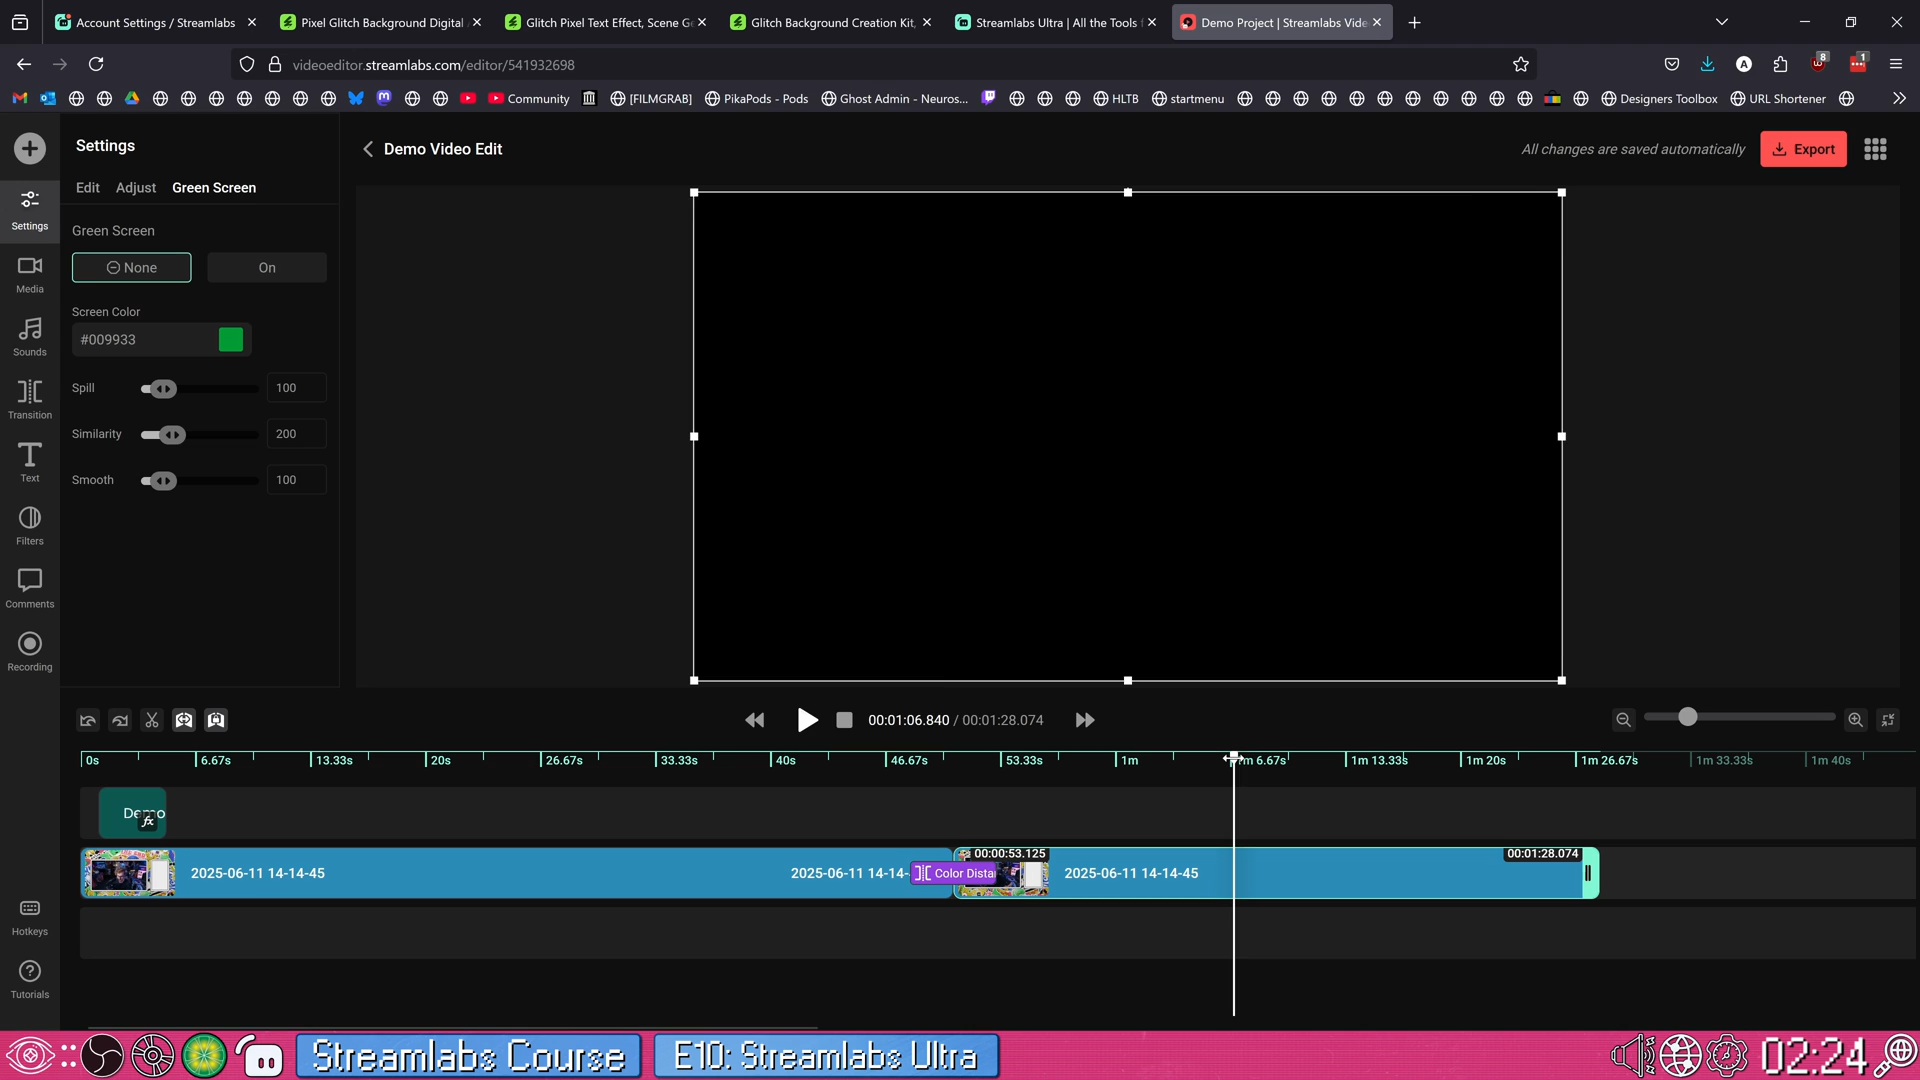 Account Settings / Streamlabs
Pixel Glitch Background Digital
Glitch Pixel Text Effect, Scene Ge
Glitch Background Creation Kit,
Streamlabs Ultra | All the Tools f
Demo Project | Streamlabs Vide
videoeditor.streamlabs.com/editor/541932698
8
1
Community
[FILMGRAB]
PikaPods - Pods
Ghost Admin - Neuros...
HLTB
startmenu
Designers Toolbox
URL Shortener
Settings
Demo Video Edit
All changes are saved automatically
Export
Edit
Adjust
Green Screen
Green Screen
None
On
Screen Color
#009933
Spill
100
Similarity
200
Smooth
100
Settings
Media
Sounds
Transition
Text
Filters
Comments
Recording
Hotkeys
Tutorials
00:01:06.840 / 00:01:28.074
0s
6.67s
13.33s
20s
26.67s
33.33s
40s
46.67s
53.33s
1m
1m 6.67s
1m 13.33s
1m 20s
1m 26.67s
1m 33.33s
1m 40s
Demo
fx
2025-06-11 14-14-45
2025-06-11 14-14-
Color Dista
00:00:53.125
2025-06-11 14-14-45
00:01:28.074
Streamlabs Course
E10: Streamlabs Ultra
02:24